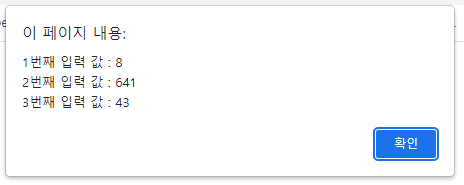 이 페이지 내용:
1번째 입력 값 : 8
2번째 입력 값 : 641
3번째 입력 값 : 43
확인